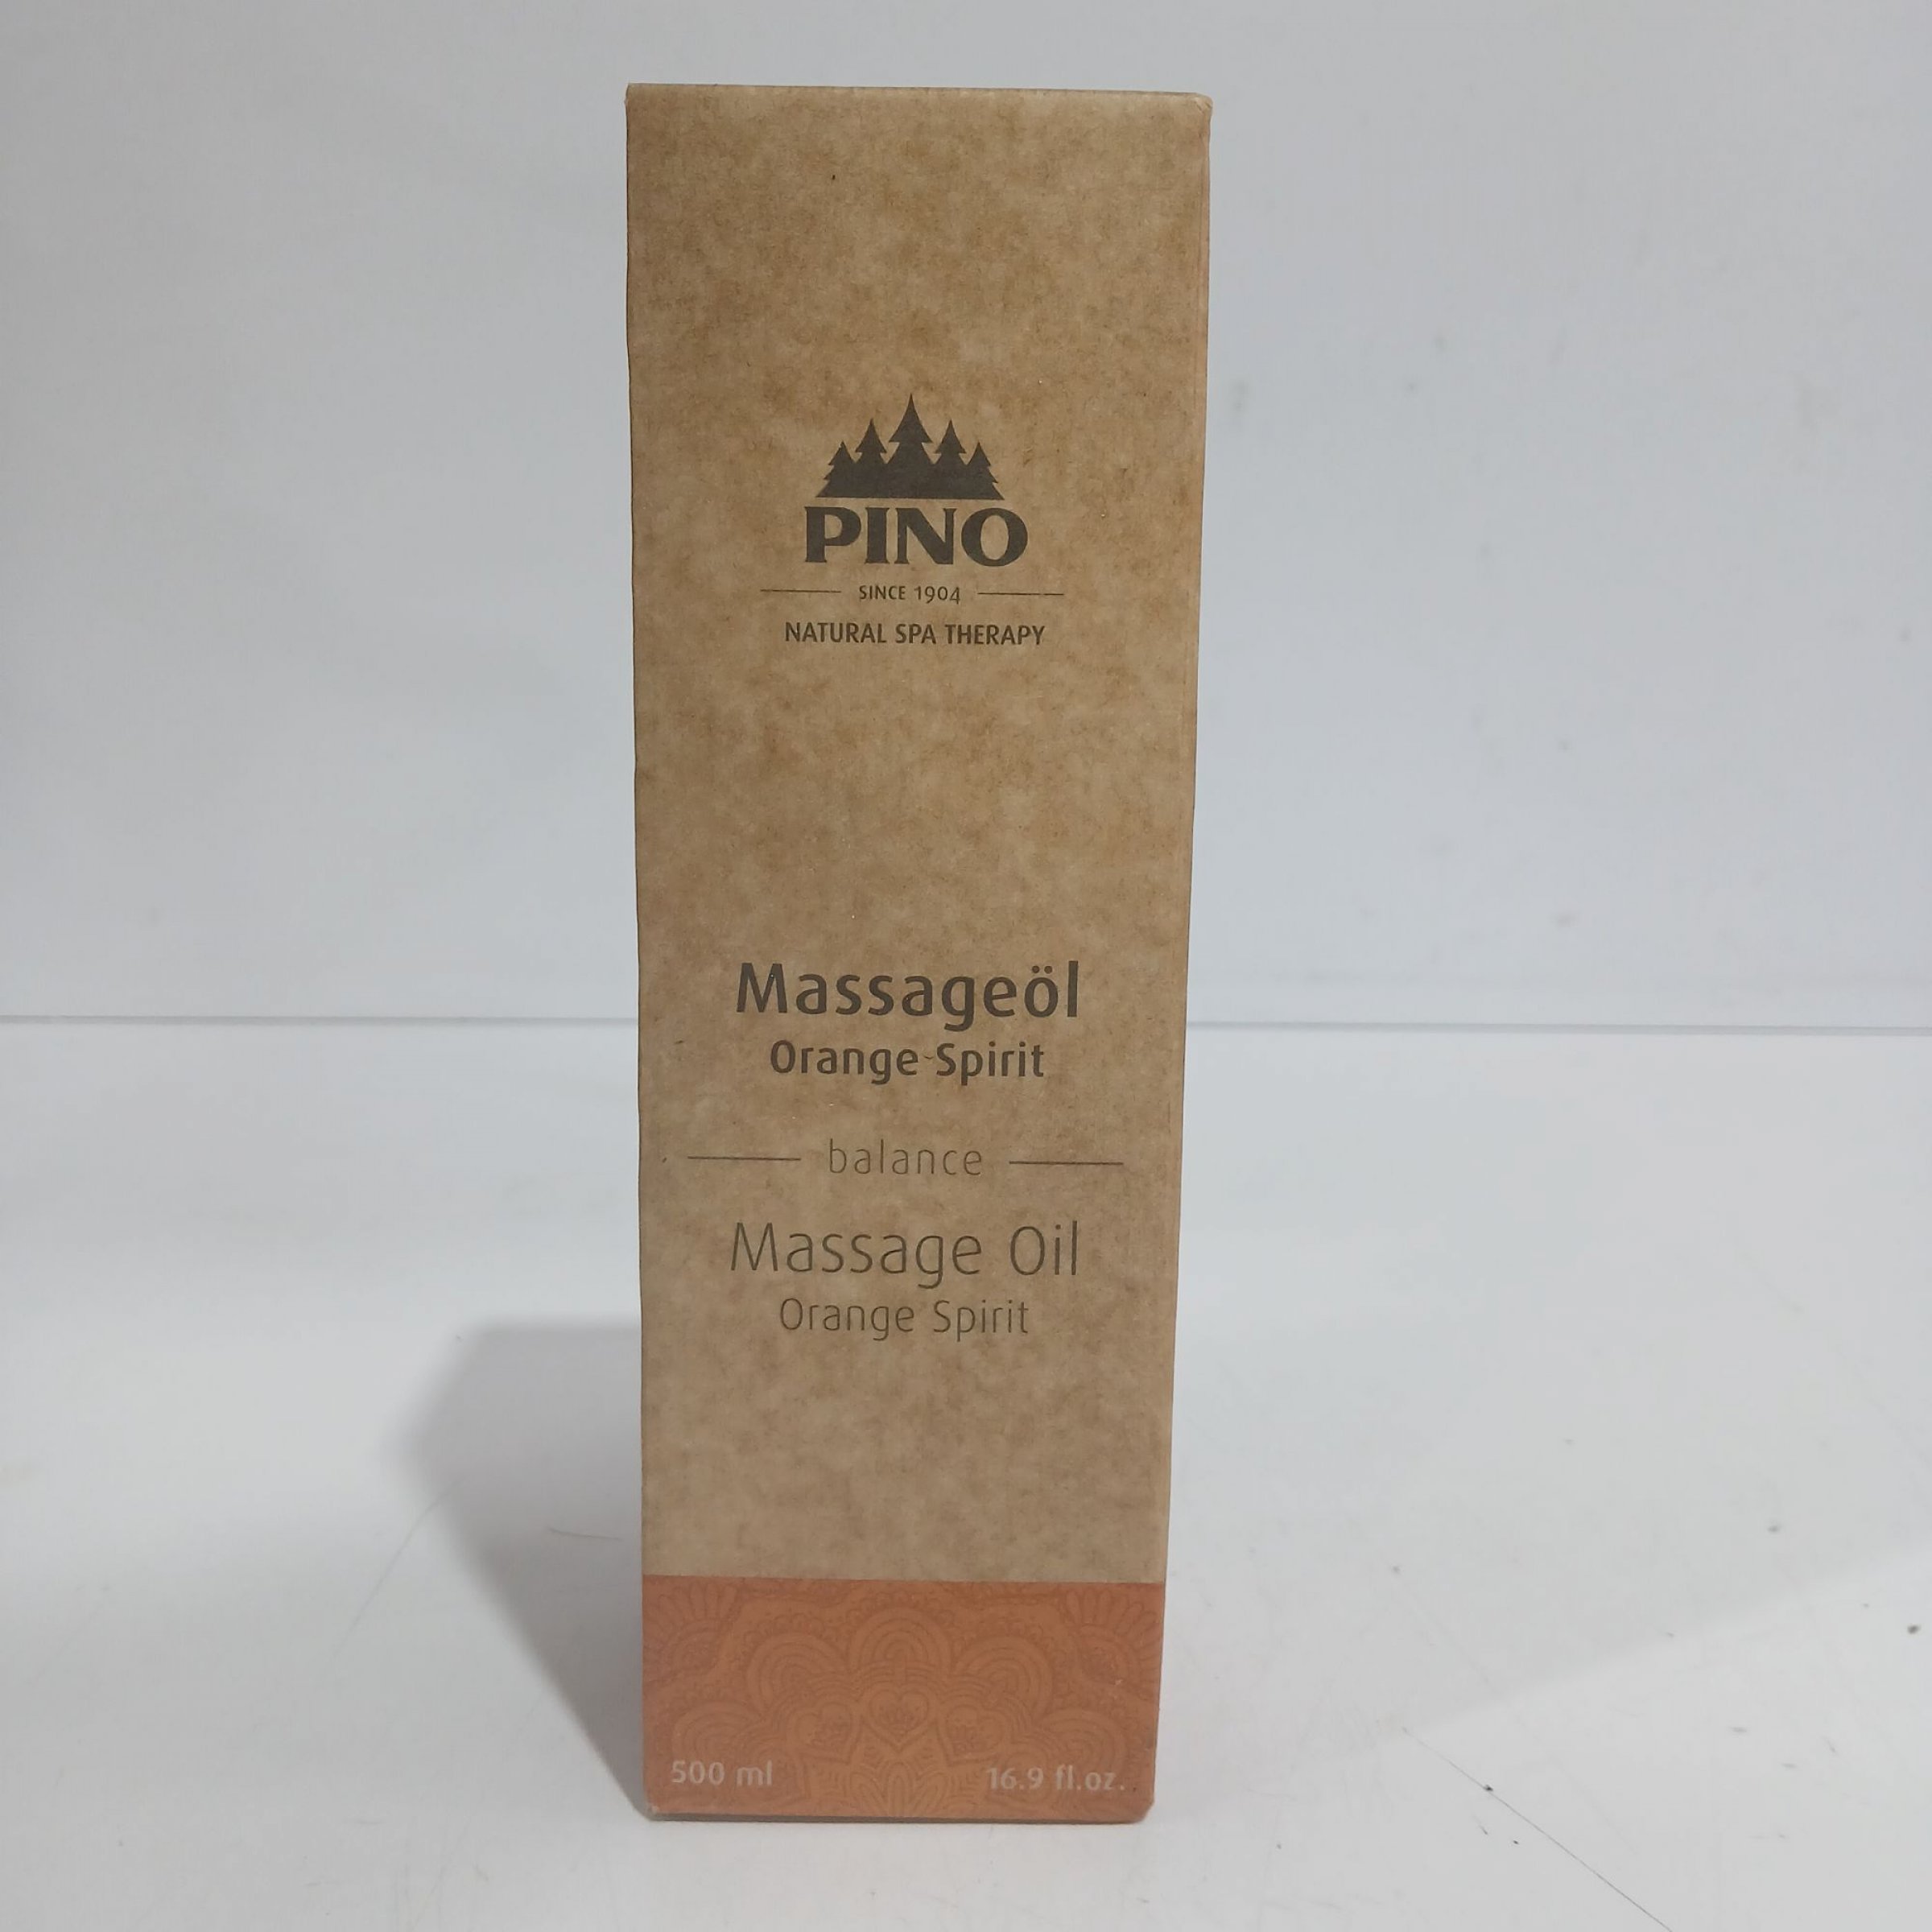 PINO
SINCE 1904
NATURAL SPA THERAPY
Massageöl
Orange-Spirit
balance
Massage Oil
Orange Spirit
500 ml 16.9 fl.oz.